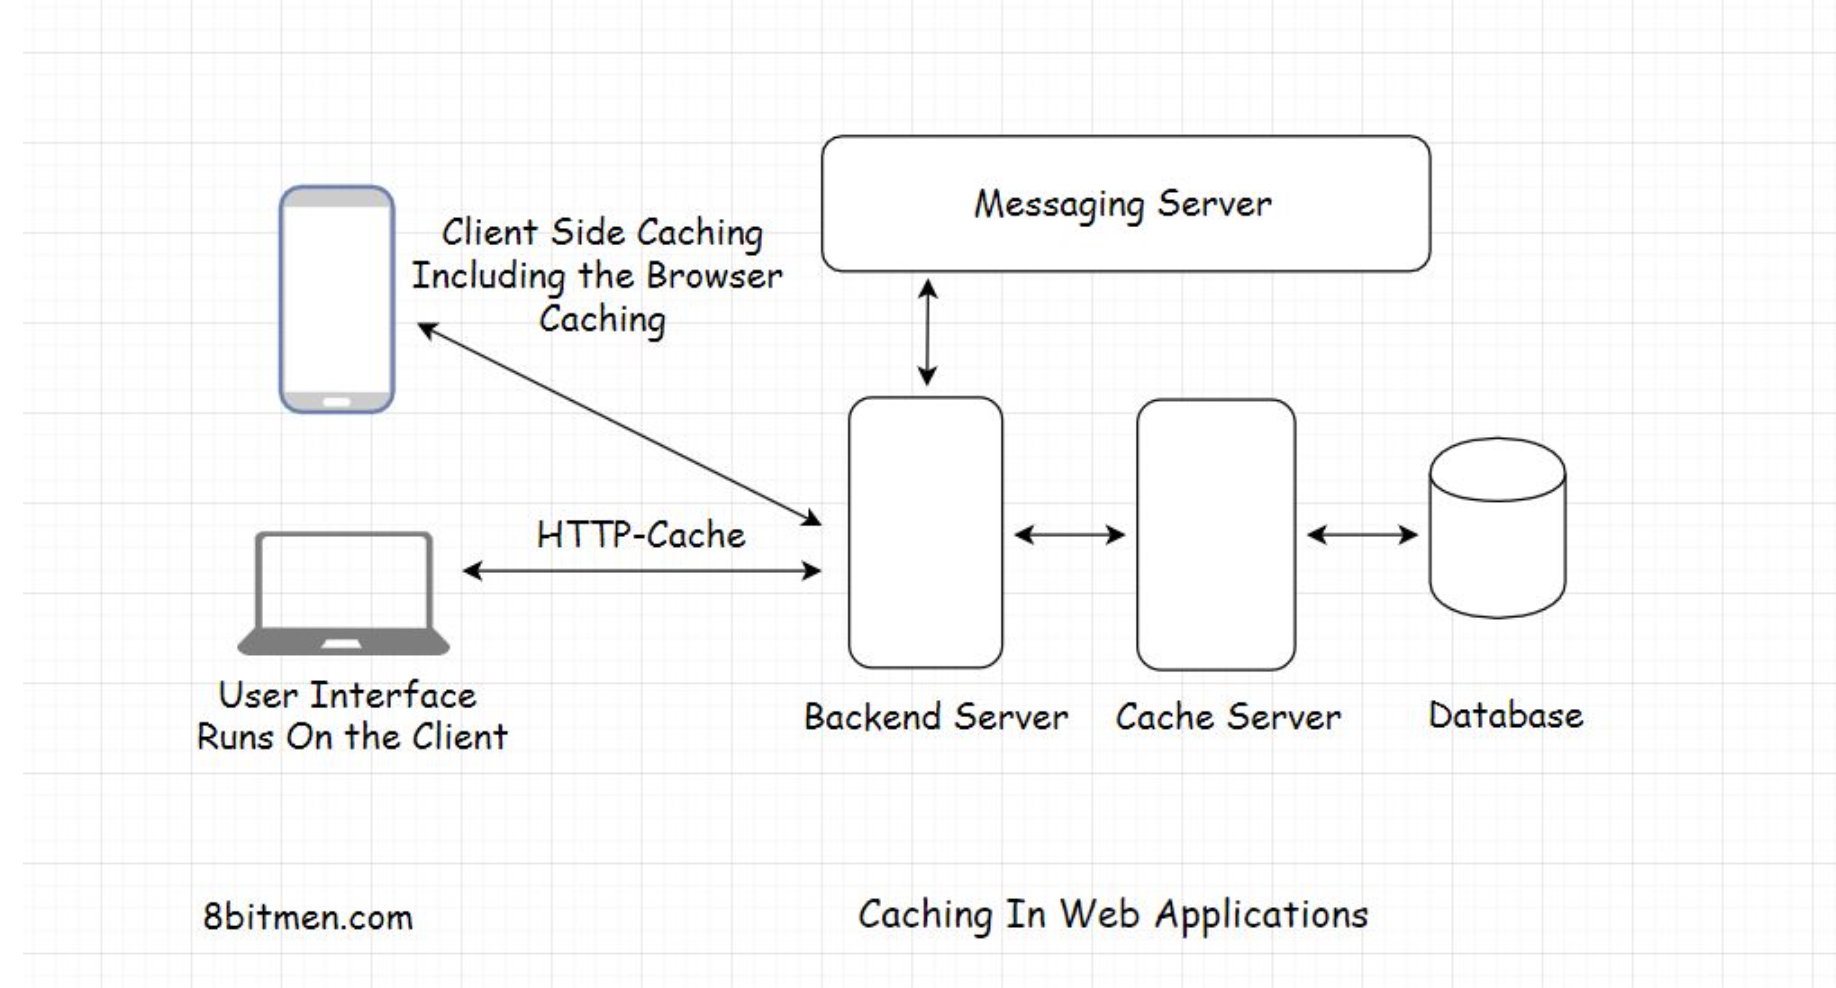 Messaging Server
Client Side Caching
Including the Browser
Caching
HTTP-Cache
User Interface
Runs On the Client
Backend Server
Cache Server
Database
8bitmen.com
Caching In Web Applications